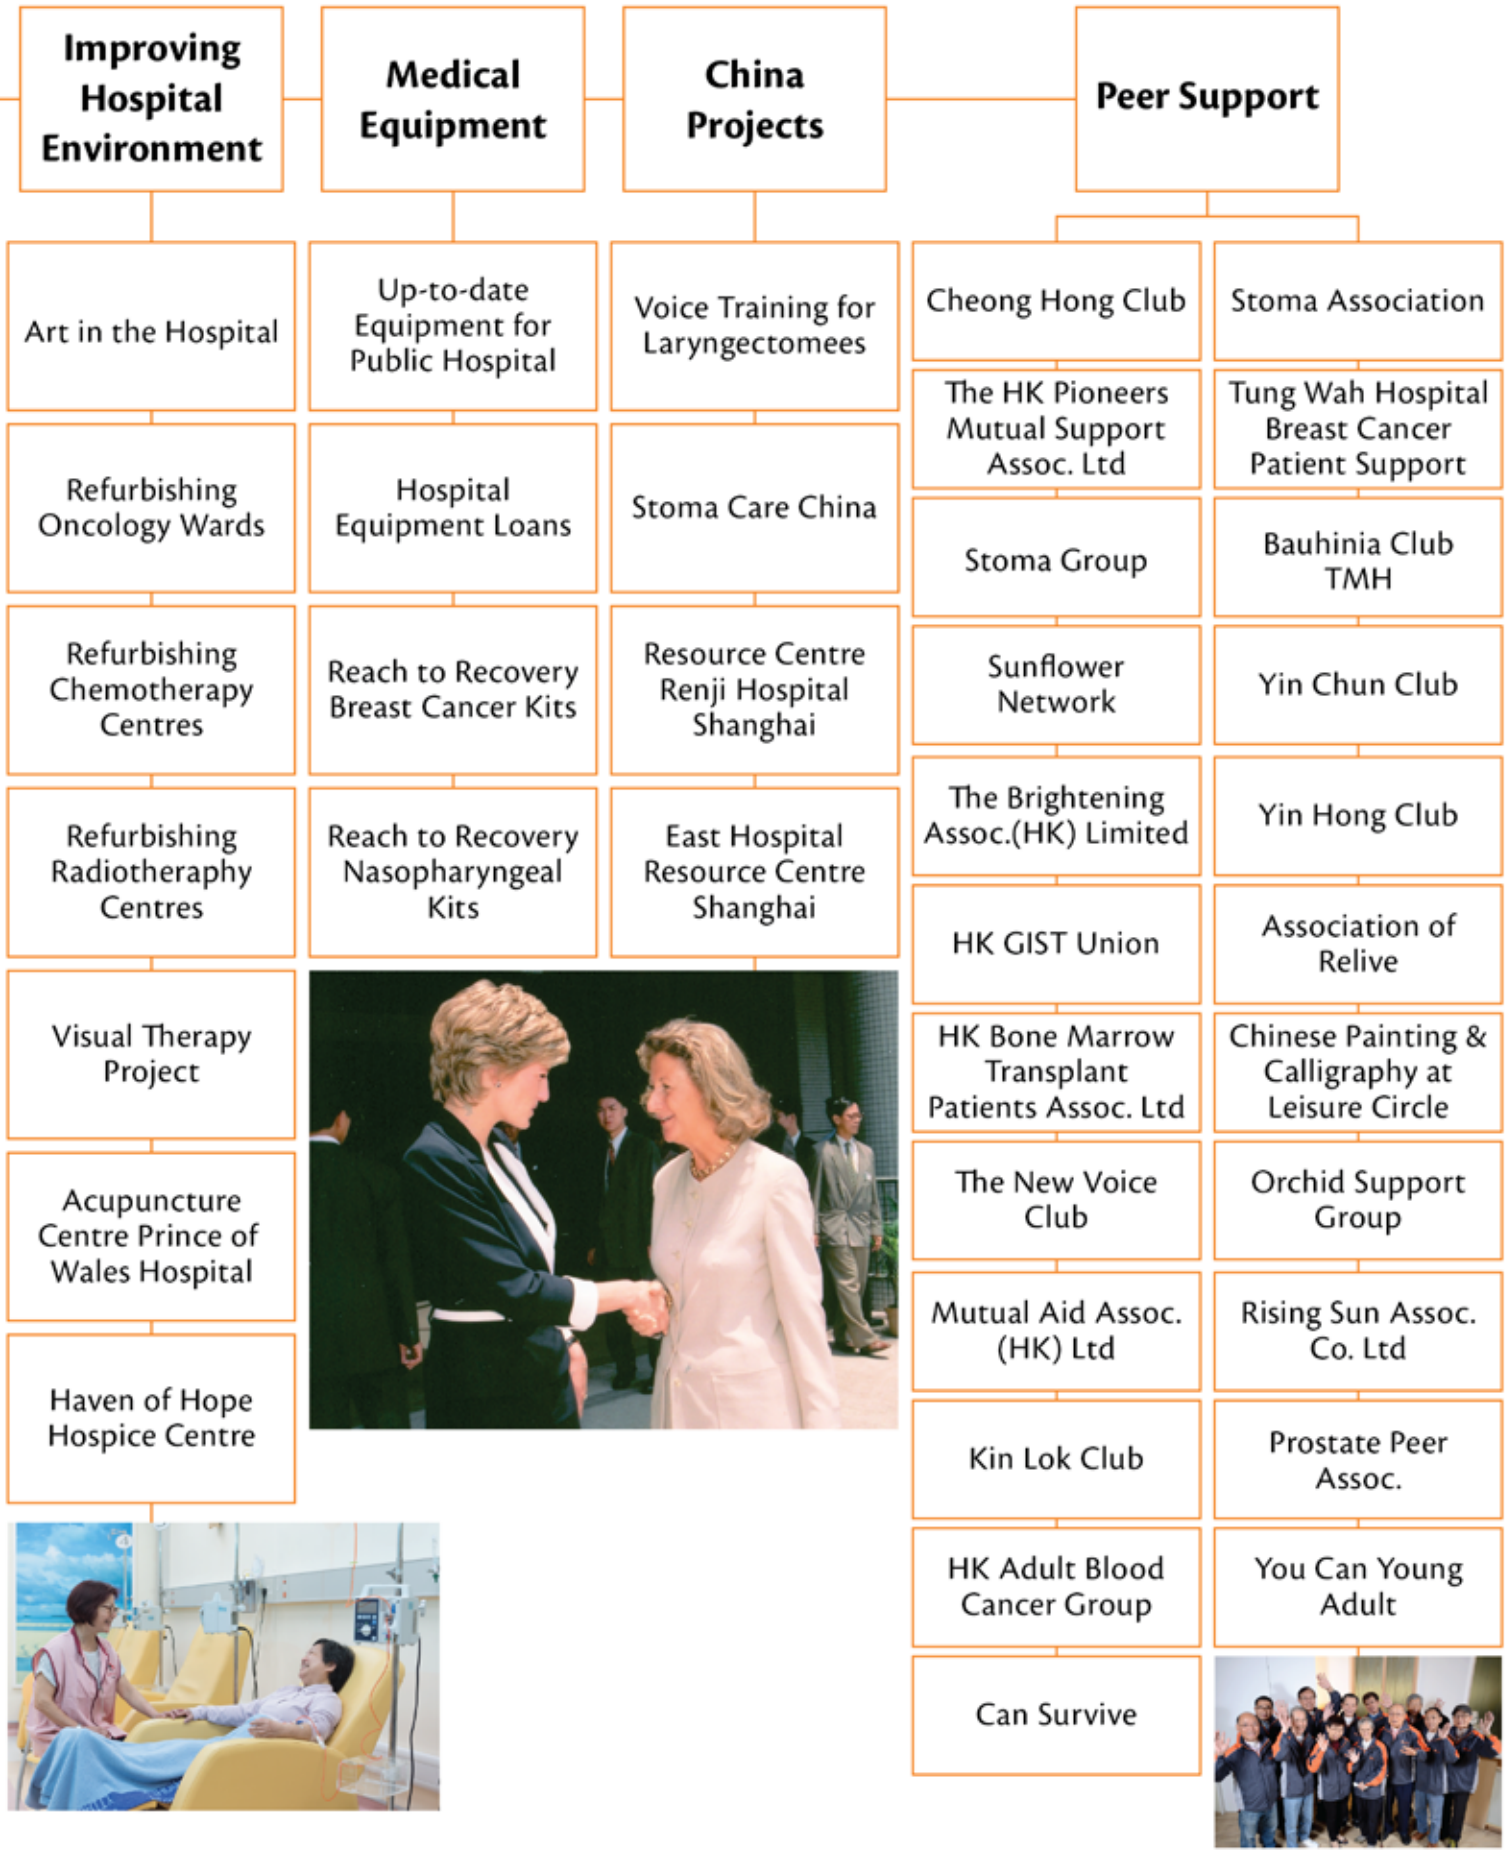 Improving
Hospital
Environment
Art in the Hospital
Refurbishing
Oncology Wards
Refurbishing
Chemotherapy
Centres
Refurbishing
Radiotheraphy
Centres
Visual Therapy
Project
Acupuncture
Centre Prince of
Wales Hospital
Haven of Hope
Hospice Centre
Medical
Equipment
Up-to-date
Equipment for
Public Hospital
Hospital
Equipment Loans
Reach to Recovery
Breast Cancer Kits
Reach to Recovery
Nasopharyngeal
Kits
China
Projects
Voice Training for
Laryngectomees
Stoma Care China
Resource Centre
Renji Hospital
Shanghai
East Hospital
Resource Centre
Shanghai
Peer Support
Cheong Hong Club
The HK Pioneers
Mutual Support
Assoc. Ltd
Stoma Group
Sunflower
Network
The Brightening
Assoc.(HK) Limited
HK GIST Union
HK Bone Marrow
Transplant
Patients Assoc. Ltd
The New Voice
Club
Mutual Aid Assoc.
(HK) Ltd
Kin Lok Club
HK Adult Blood
Cancer Group
Can Survive
Stoma Association
Tung Wah Hospital
Breast Cancer
Patient Support
Bauhinia Club
TMH
Yin Chun Club
Yin Hong Club
Association of
Relive
Chinese Painting &
Calligraphy at
Leisure Circle
Orchid Support
Group
Rising Sun Assoc.
Co. Ltd
Prostate Peer
Assoc.
You Can Young
Adult
4